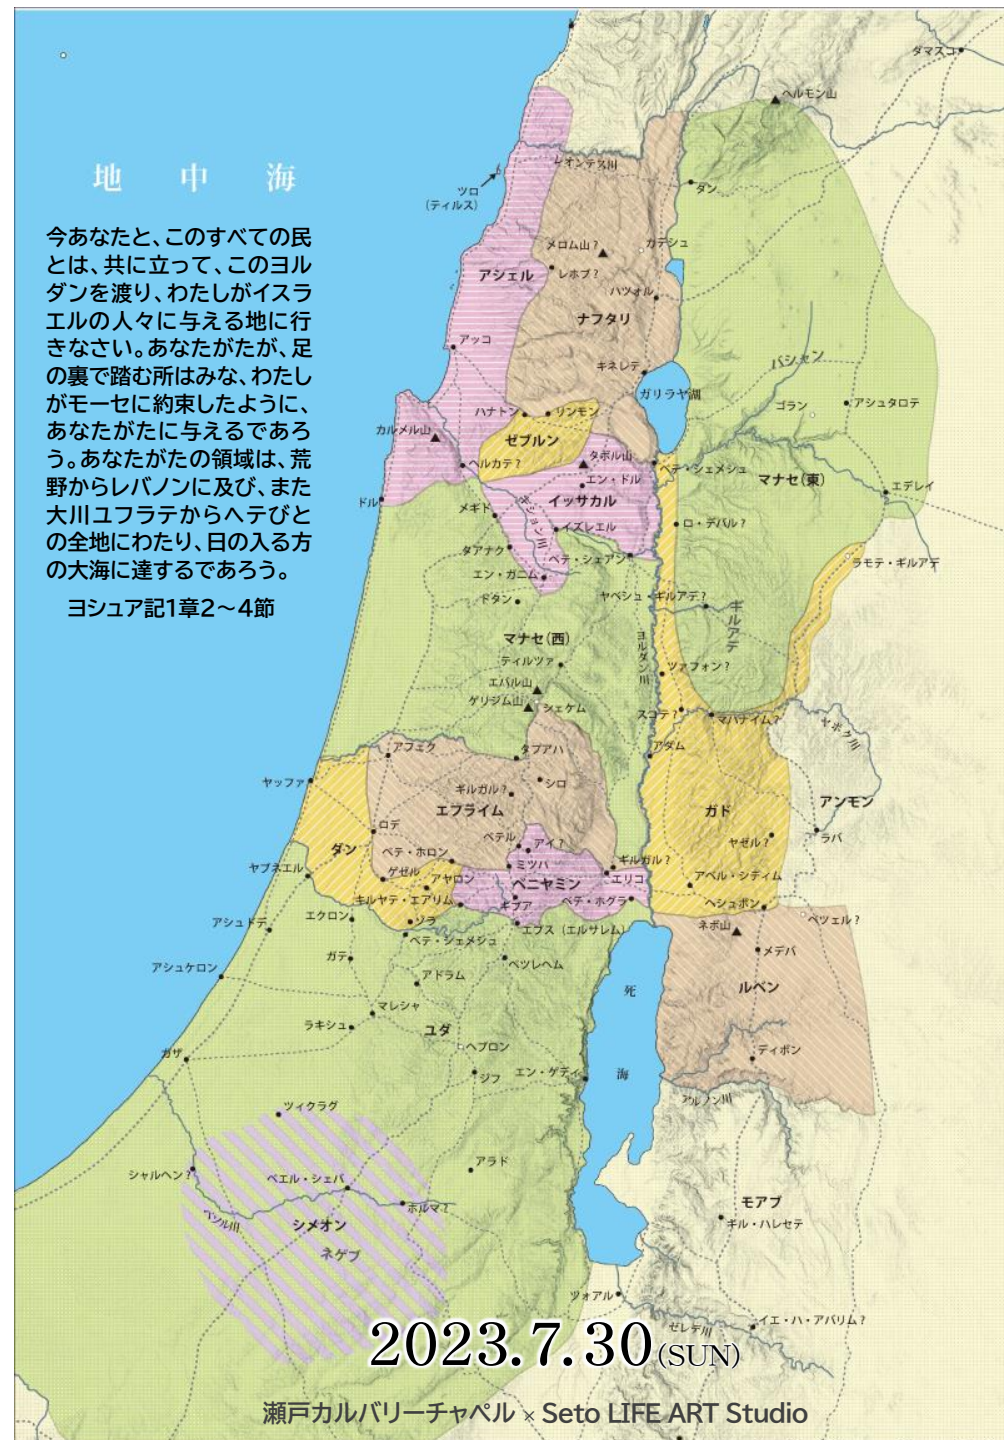 ダマスコ
ヘルモン山
地中海
レオンテス川
ツロ
(ティルス)
ダン
今あなたと、このすべての民
とは、共に立って、このヨル
ダンを渡り、わたしがイスラ
エルの人々に与える地に行
きなさい。あなたがたが、足
の裏で踏む所はみな、わたし
がモーセに約束したように、
あなたがたに与えるであろ
う。あなたがたの領域は、荒
野からレバノンに及び、また
大川ユフラテからヘテびと
の全地にわたり、日の入る方
の大海に達するであろう。
ヨシュア記1章2〜4節
メロム山?
カデシュ
アシェル
レホブ?
ハツォル
ナフタリ
アッコ
キネレテ
バシャン
ガリラヤ湖
ゴラン
アシュタロテ
ハナトン
リンモン
カルメル山
ゼブルン
ヘルカテ?
タボル山
ベテ・シェメシュ
エン・ドル
マナセ(東)
エデレイ
ドル
イッサカル
メギド
キション川
イズレエル
ロ・デバル?
タアナク
ベテ・シェアン
ラモテ・ギルアデ
エン・ガニム
ドタン
ヤベシュ・ギルアデ?
ギルアデ
マナセ(西)
ヨルダン川
ティルツァ
ツァフォン?
エバル山
ゲリジム山
シェケム
スコテ?
マハナイム?
ヤボク川
アフェク
タプアハ
アダム
ヤッファ
シロ
ギルガル?
エフライム
ガド
アンモン
ロデ
ラバ
ヤゼル?
ダン
ベテル
アイ?
ベテ・ホロン
ミツパ
ギルガル?
ヤブネエル
ゲゼル
アヤロン
ベニヤミン
エリコ
アベル・シティム
キルヤテ・エアリム
ギブア
ベテ・ホグラ
ヘシュボン
エクロン
ゾラ
アシュドデ
エブス(エルサレム)
ネボ山
ベツェル?
ベテ・シェメシュ
ガテ
ベツレヘム
メデバ
アシュケロン
アドラム
死海
ルベン
マレシャ
ラキシュ
ユダ
ヘブロン
ガザ
ディボン
ジフ
エン・ゲディ
アルノン川
ツィクラグ
シャルヘン?
アラド
ベエル・シェバ
ホルマ?
モアブ
ベソル川
シメオン
キル・ハレセテ
ネゲブ
ツォアル
ゼレデ川
イエ・ハ・アバリム?
2023.7.30(SUN)
瀬戸カルバリーチャペル × Seto LIFE ART Studio